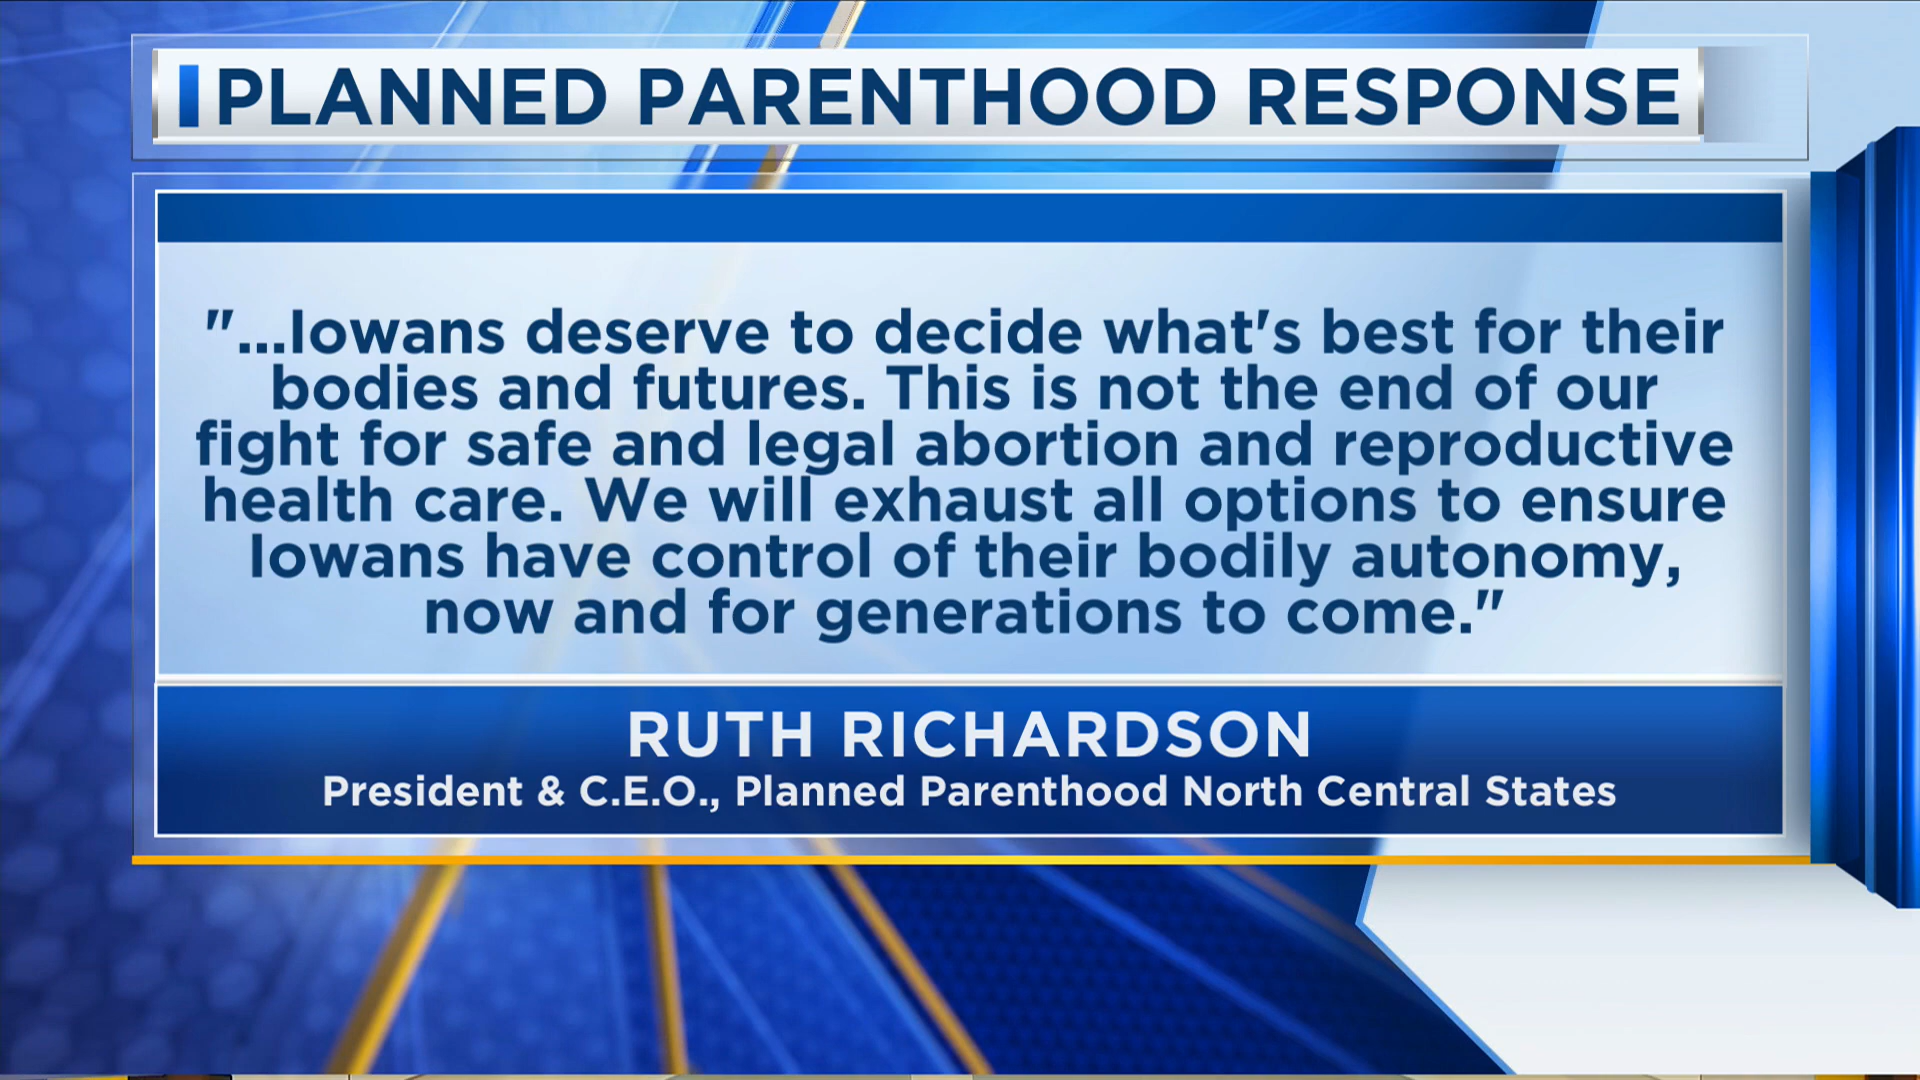 PLANNED PARENTHOOD RESPONSE
"...Iowans deserve to decide what's best for their
bodies and futures. This is not the end of our
fight for safe and legal abortion and reproductive
health care. We will exhaust all options to ensure
Iowans have control of their bodily autonomy,
now and for generations to come."
RUTH RICHARDSON
President & C.E.O., Planned Parenthood North Central States